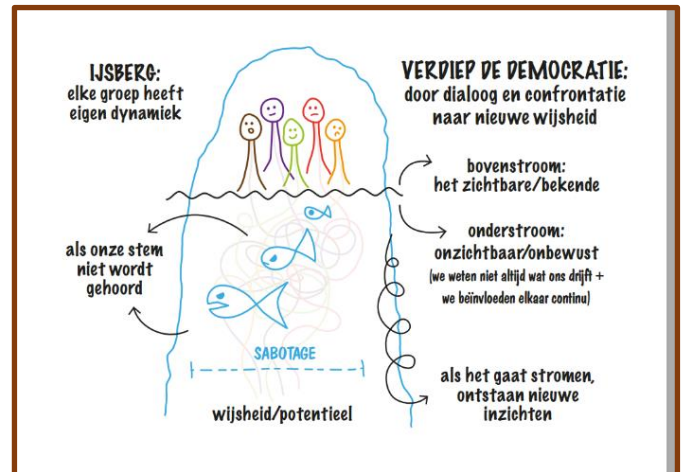 IJSBERG:
elke groep heeft
eigen dynamiek
VERDIEP DE DEMOCRATIE:
door dialoog en confrontatie
naar nieuwe wijsheid
bovenstroom:
het zichtbare/bekende
onderstroom:
onzichtbaar/onbewust
(we weten niet altijd wat ons drijft +
we beïnvloeden elkaar continu)
als onze stem
niet wordt
gehoord
SABOTAGE
wijsheid/potentieel
als het gaat stromen,
ontstaan nieuwe
inzichten